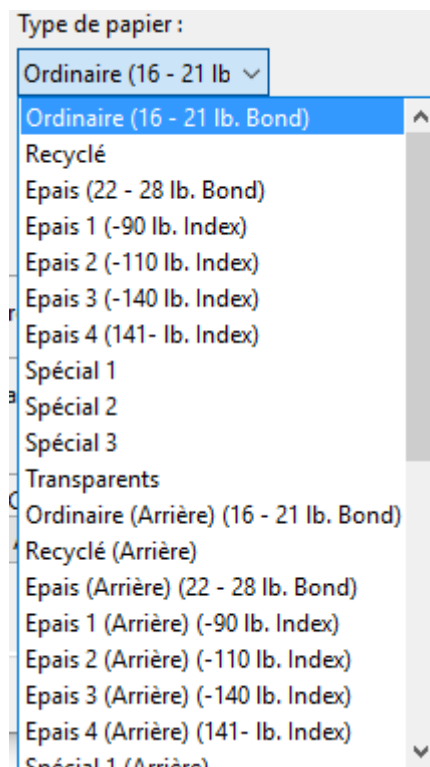 Type de papier :
Ordinaire (16 - 21 lb
Ordinaire (16 - 21 lb. Bond)
Recyclé
Epais (22 - 28 lb. Bond)
Epais 1 (-90 lb. Index)
Epais 2 (-110 lb. Index)
Epais 3 (-140 lb. Index)
Epais 4 (141- lb. Index)
Spécial 1
Spécial 2
Spécial 3
Transparents
Ordinaire (Arrière) (16 - 21 lb. Bond)
Recyclé (Arrière)
Epais (Arrière) (22 - 28 lb. Bond)
Epais 1 (Arrière) (-90 lb. Index)
Epais 2 (Arrière) (-110 lb. Index)
Epais 3 (Arrière) (-140 lb. Index)
Epais 4 (Arrière) (141- lb. Index)
Spécial 1 (Arrière)